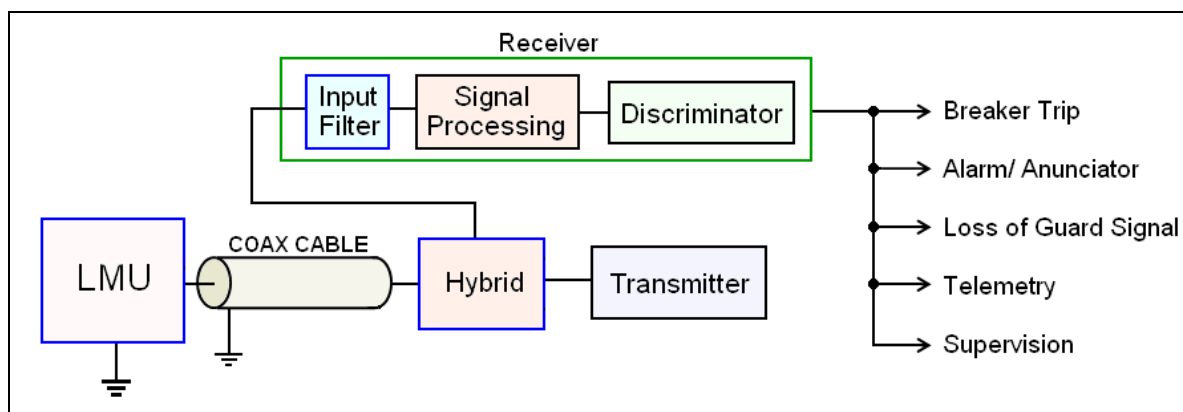 Receiver
Input
Filter
Signal
Processing
Discriminator
Breaker Trip
Alarm/ Anunciator
Loss of Guard Signal
Telemetry
Supervision
LMU
COAX CABLE
Hybrid
Transmitter